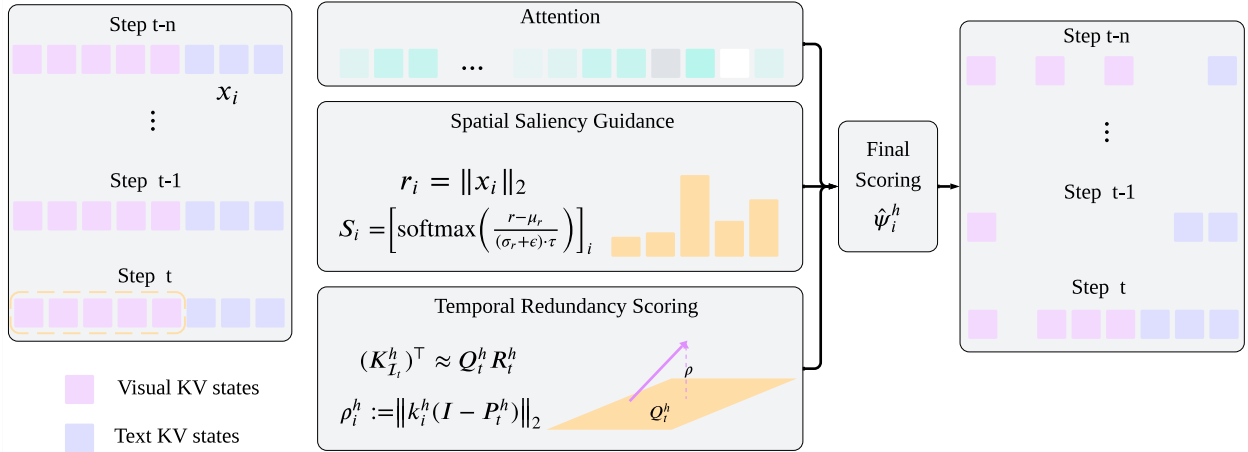 Step t-n
x_i
⋮
Step t-1
Step t
Visual KV states
Text KV states
Attention
...
Spatial Saliency Guidance
r_i = ‖x_i‖_2
S_i = [softmax((r−μ_r)/((σ_r+ϵ)·τ))]_i
Temporal Redundancy Scoring
(K^h_{I_t})^⊤ ≈ Q^h_t R^h_t
ρ^h_i := ‖k^h_i(I − P^h_t)‖_2
ρ
Q^h_t
Final
Scoring
ψ̂^h_i
Step t-n
⋮
Step t-1
Step t